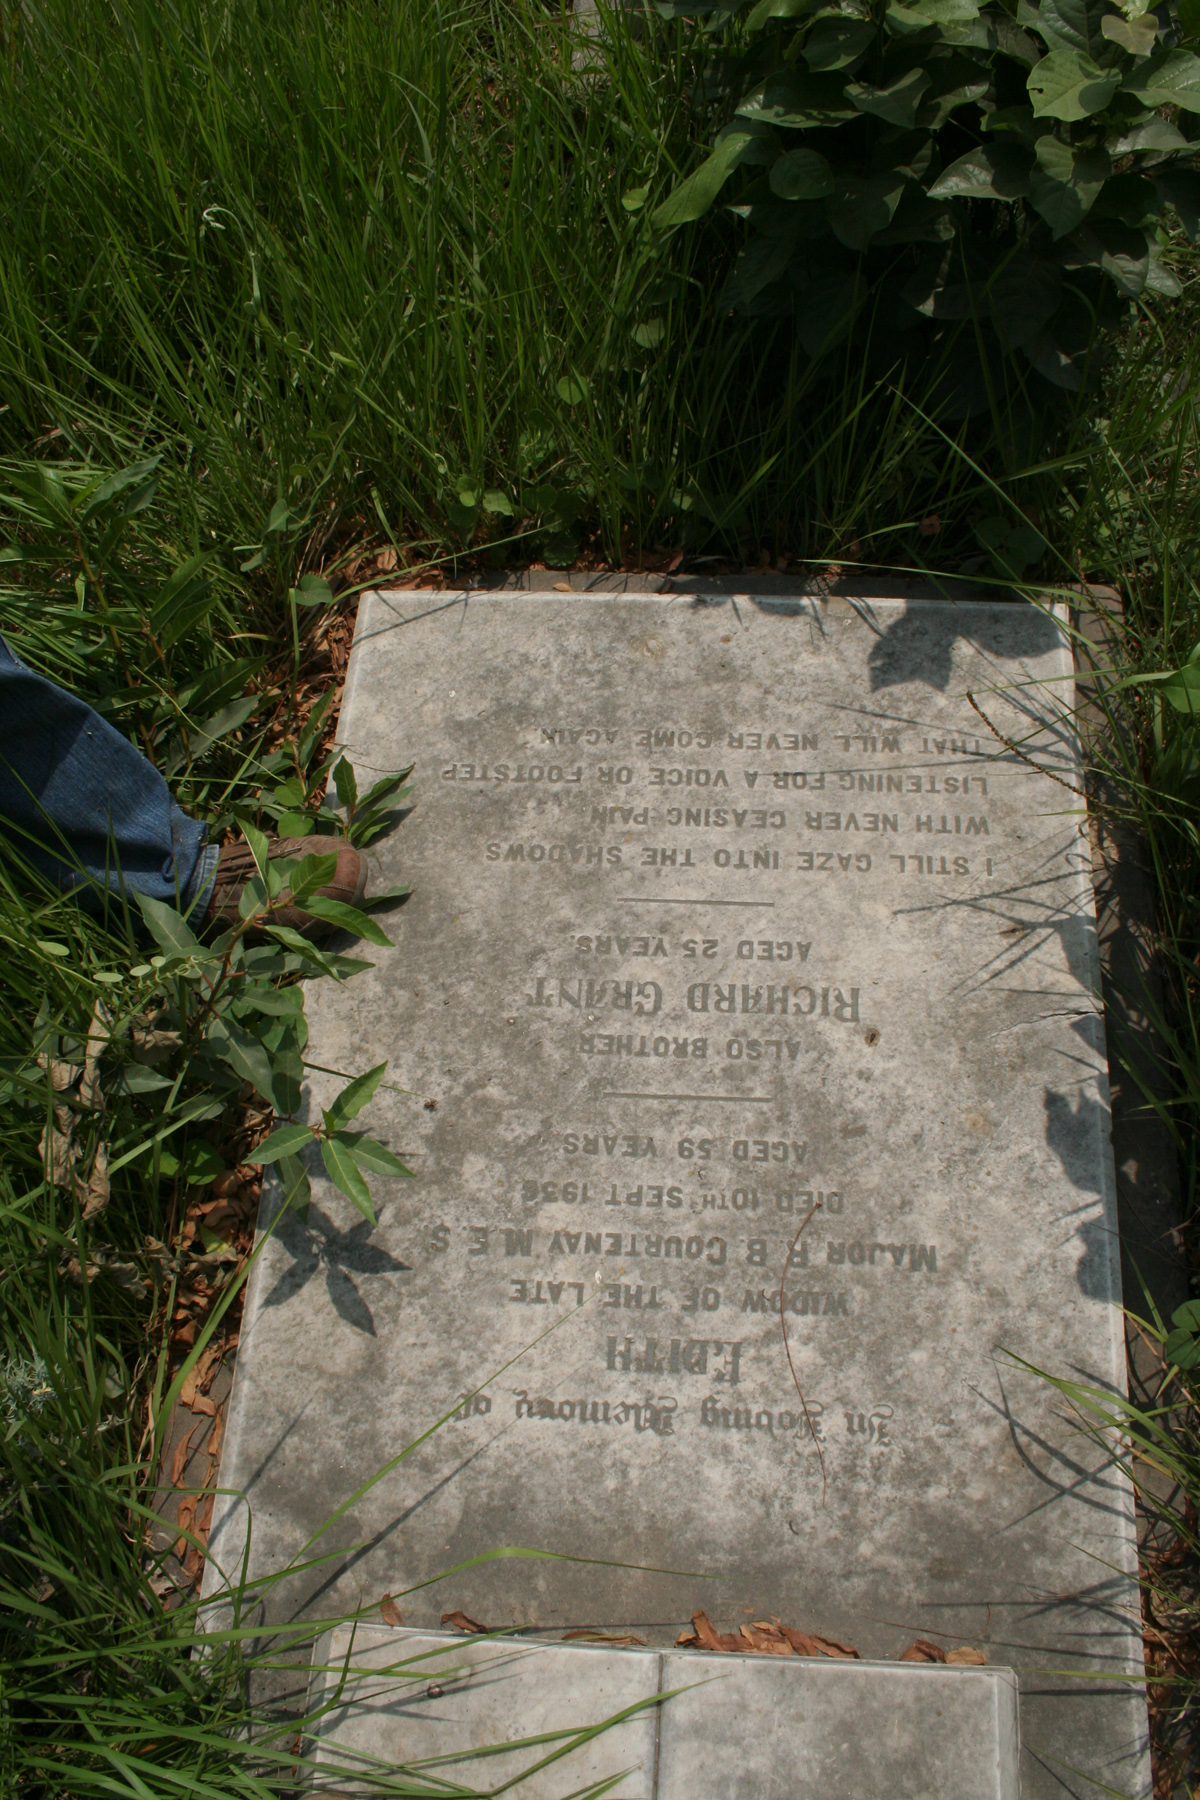 In Loving Memory of
EDITH
WIDOW OF THE LATE
MAJOR F. B. COURTENAY M.E.S.
DIED 10TH SEPT 1936
AGED 59 YEARS.
ALSO BROTHER
RICHARD GRANT
AGED 25 YEARS.
I STILL GAZE INTO THE SHADOWS
WITH NEVER CEASING PAIN
LISTENING FOR A VOICE OR FOOTSTEP
THAT WILL NEVER COME AGAIN.